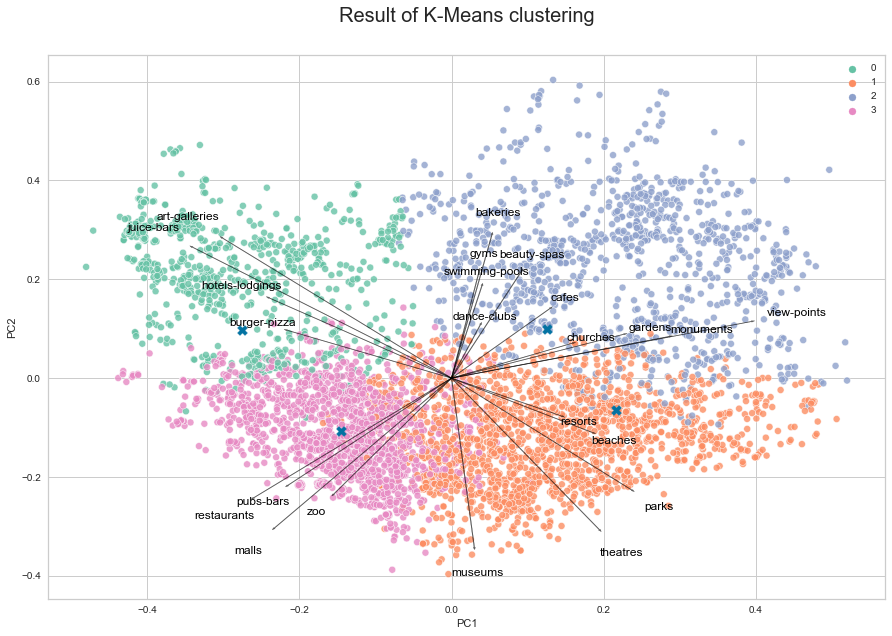 Result of K-Means clustering
0
1
2
3
0.6
0.4
0.2
0.0
−0.2
−0.4
PC2
bakeries
art-galleries
juice-bars
gyms
beauty-spas
swimming-pools
hotels-lodgings
cafes
view-points
dance-clubs
burger-pizza
gardens
monuments
churches
resorts
beaches
pubs-bars
parks
zoo
restaurants
malls
theatres
museums
−0.4
−0.2
0.0
0.2
0.4
PC1